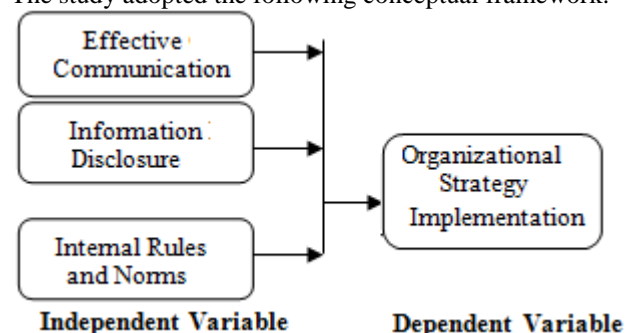 The study adopted the following conceptual framework.
Effective
Communication
Information
Disclosure
Internal Rules
and Norms
Independent Variable
Organizational
Strategy
Implementation
Dependent Variable